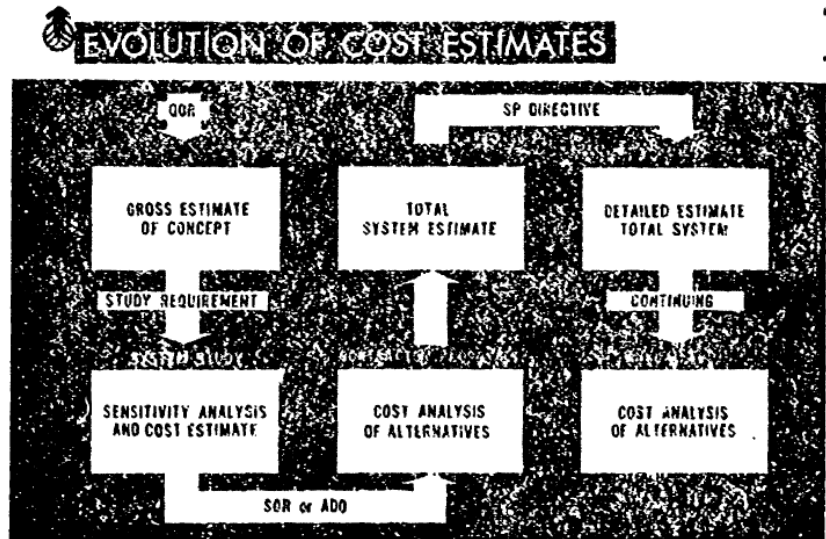 EVOLUTION OF COST ESTIMATES
QOR
SP DIRECTIVE
GROSS ESTIMATE
OF CONCEPT
TOTAL
SYSTEM ESTIMATE
DETAILED ESTIMATE
TOTAL SYSTEM
STUDY REQUIREMENT
CONTINUING
SYSTEM STUDY
SENSITIVITY ANALYSIS
AND COST ESTIMATE
COST ANALYSIS
OF ALTERNATIVES
COST ANALYSIS
OF ALTERNATIVES
SOR or ADO